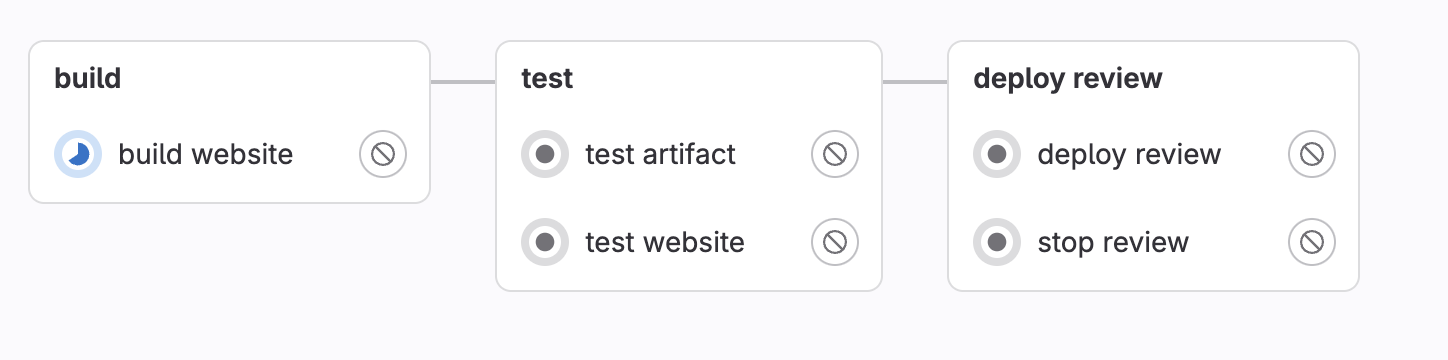 build
build website
test
test artifact
test website
deploy review
deploy review
stop review